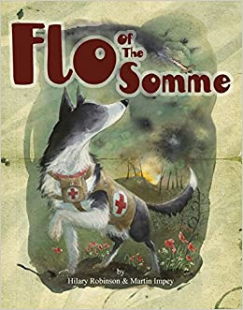 Flo Of The Somme
by
Hilary Robinson & Martin Impey